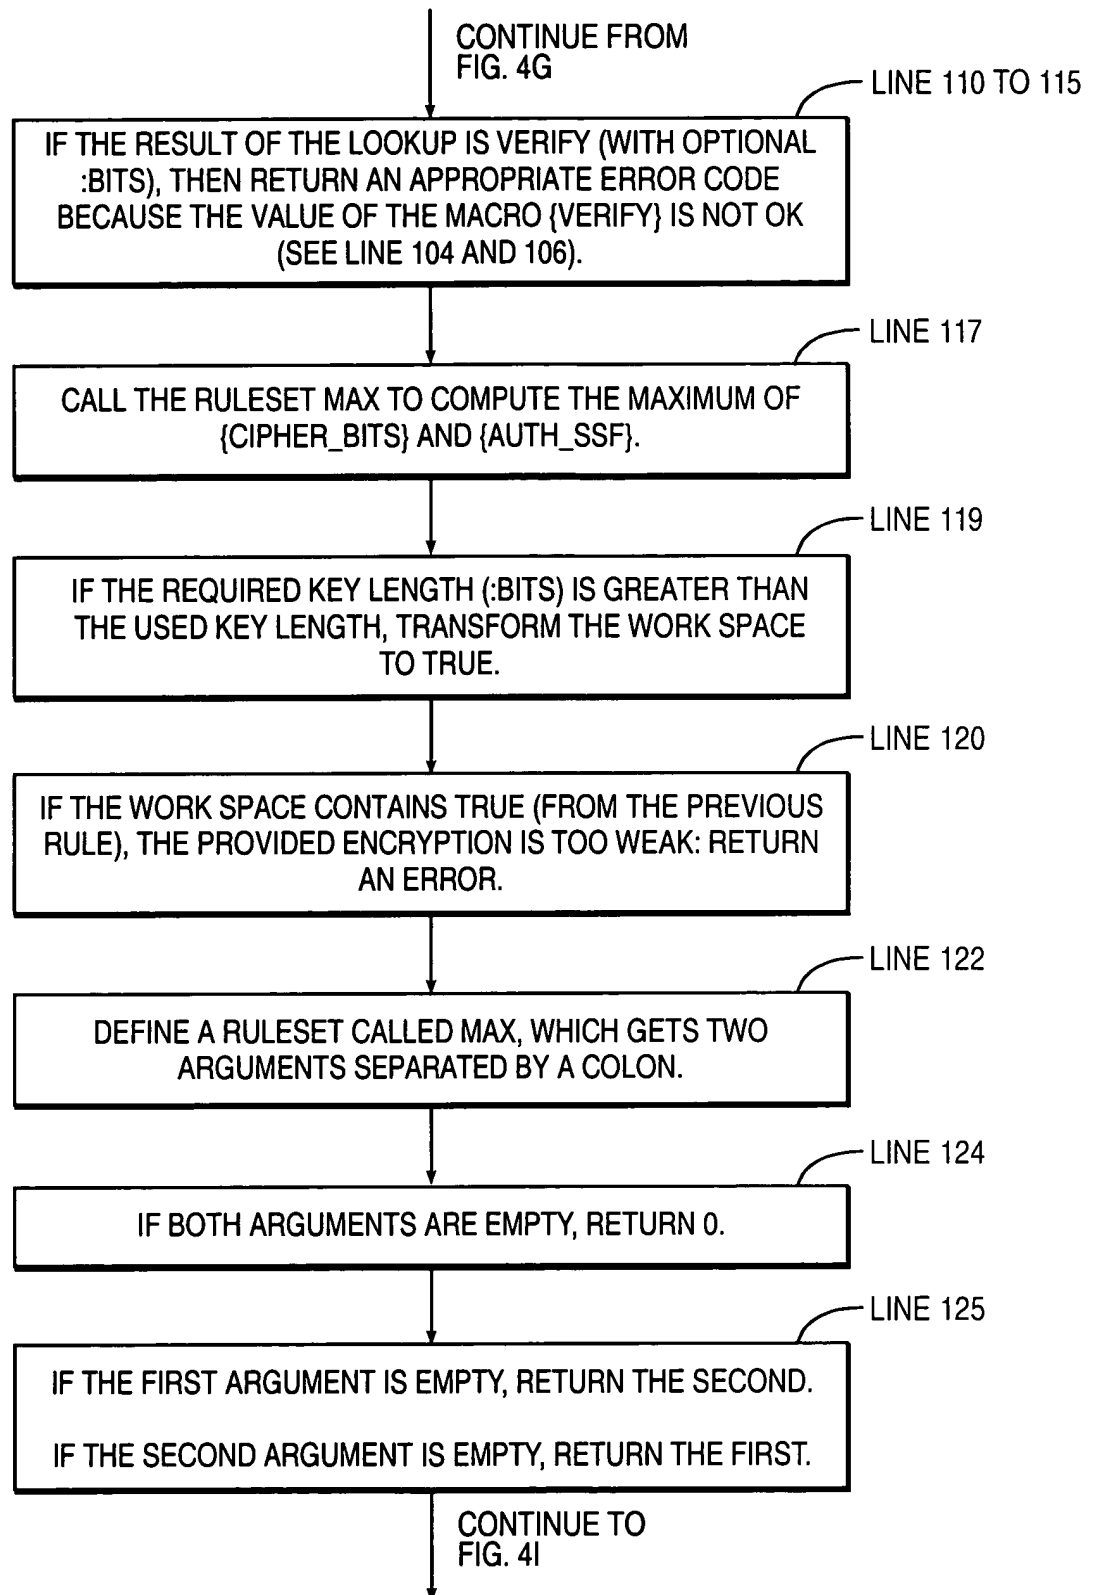 CONTINUE FROM
FIG. 4G
LINE 110 TO 115
IF THE RESULT OF THE LOOKUP IS VERIFY (WITH OPTIONAL
:BITS), THEN RETURN AN APPROPRIATE ERROR CODE
BECAUSE THE VALUE OF THE MACRO {VERIFY} IS NOT OK
(SEE LINE 104 AND 106).
LINE 117
CALL THE RULESET MAX TO COMPUTE THE MAXIMUM OF
{CIPHER_BITS} AND {AUTH_SSF}.
LINE 119
IF THE REQUIRED KEY LENGTH (:BITS) IS GREATER THAN
THE USED KEY LENGTH, TRANSFORM THE WORK SPACE
TO TRUE.
LINE 120
IF THE WORK SPACE CONTAINS TRUE (FROM THE PREVIOUS
RULE), THE PROVIDED ENCRYPTION IS TOO WEAK: RETURN
AN ERROR.
LINE 122
DEFINE A RULESET CALLED MAX, WHICH GETS TWO
ARGUMENTS SEPARATED BY A COLON.
LINE 124
IF BOTH ARGUMENTS ARE EMPTY, RETURN 0.
LINE 125
IF THE FIRST ARGUMENT IS EMPTY, RETURN THE SECOND.
IF THE SECOND ARGUMENT IS EMPTY, RETURN THE FIRST.
CONTINUE TO
FIG. 4I